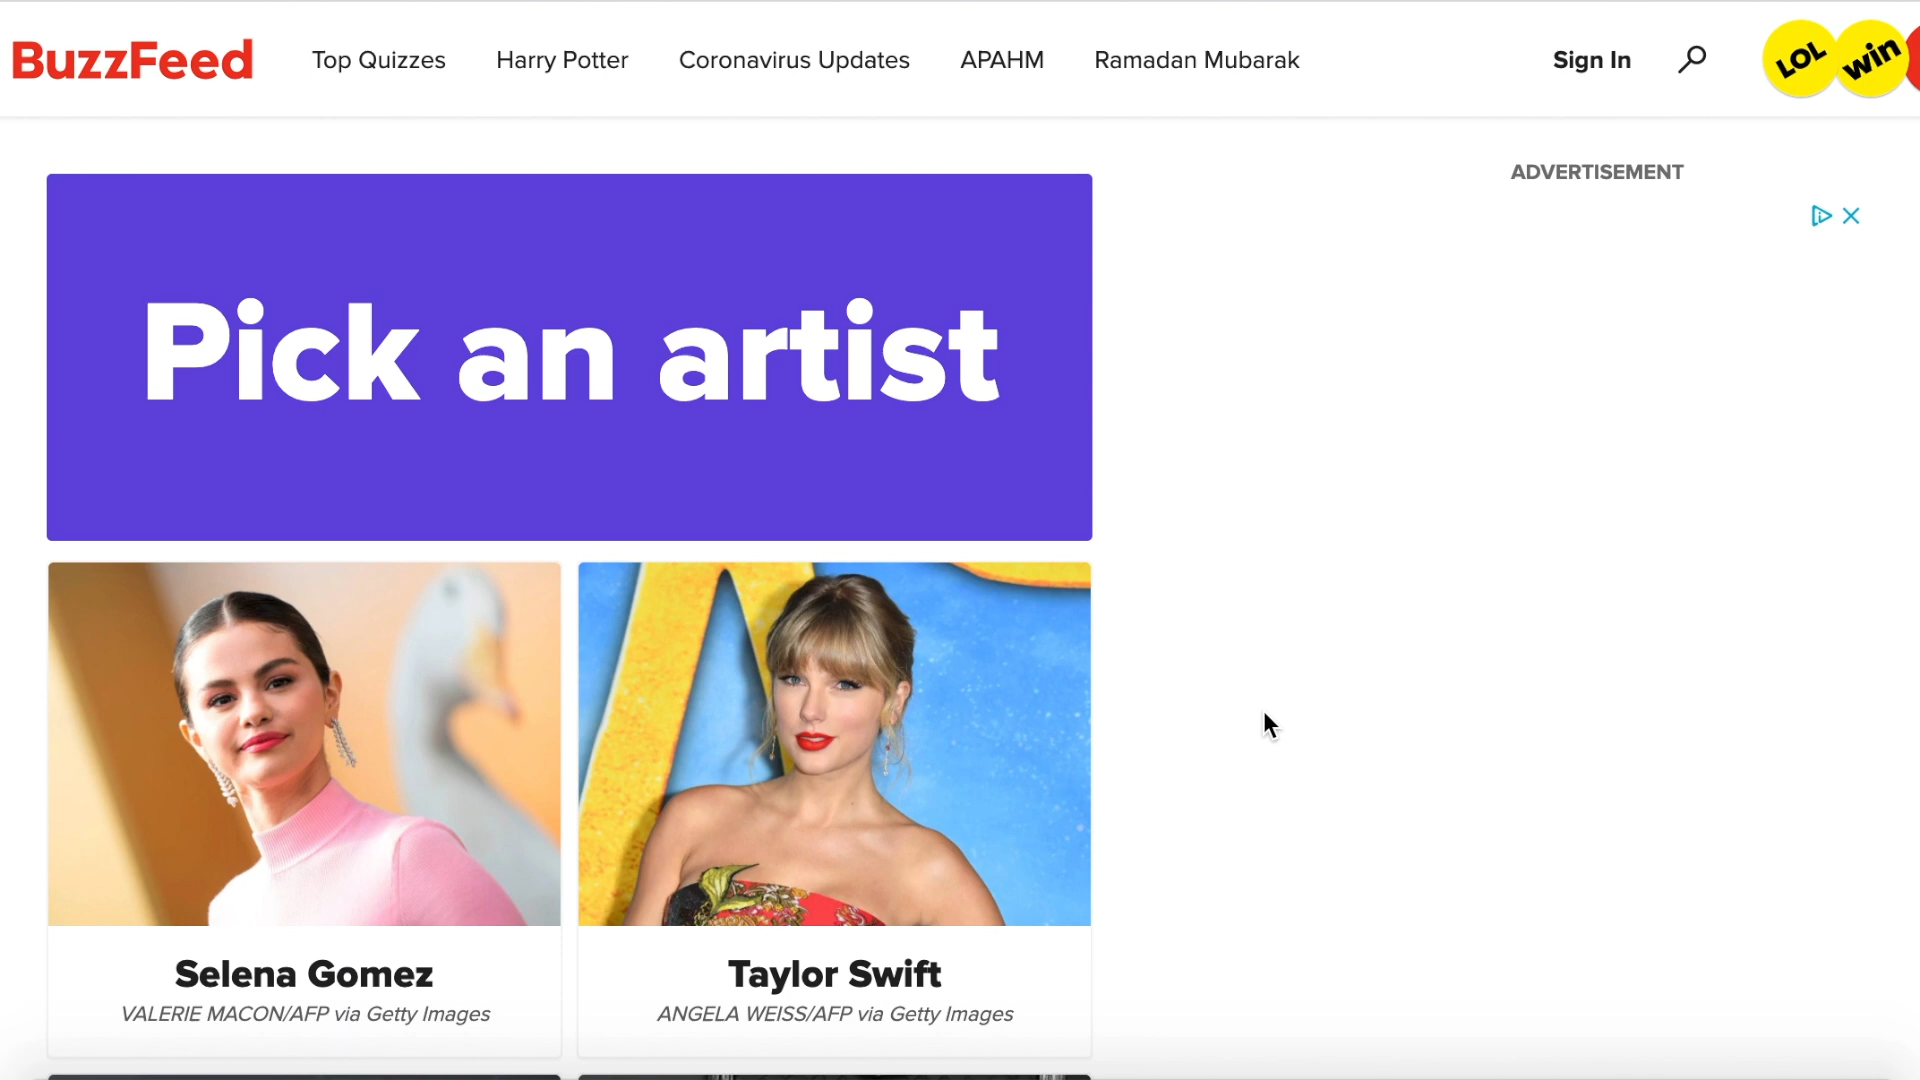 BuzzFeed
Top Quizzes
Harry Potter
Coronavirus Updates
APAHM
Ramadan Mubarak
Sign In
LOL
win
ADVERTISEMENT
Pick an artist
Selena Gomez
VALERIE MACON/AFP via Getty Images
Taylor Swift
ANGELA WEISS/AFP via Getty Images